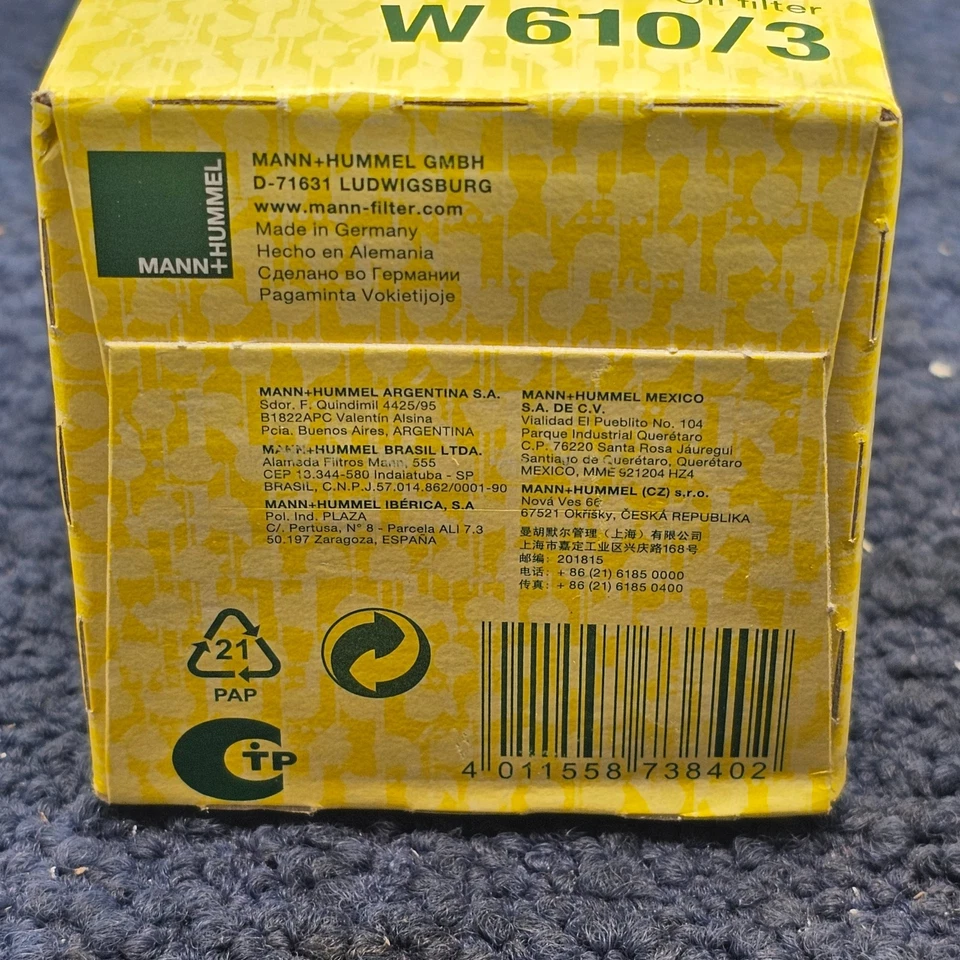 Oil filter
W 610/3
MANN+HUMMEL
MANN+HUMMEL GMBH
D-71631 LUDWIGSBURG
www.mann-filter.com
Made in Germany
Hecho en Alemania
Сделано во Германии
Pagaminta Vokietijoje
MANN+HUMMEL ARGENTINA S.A.
Sdor. F. Quindimil 4425/95
B1822APC Valentín Alsina
Pcia. Buenos Aires, ARGENTINA
MANN+HUMMEL BRASIL LTDA.
Alameda Filtros Mann, 555
CEP 13.344-580 Indaiatuba - SP
BRASIL, C.N.P.J.57.014.862/0001-90
MANN+HUMMEL IBÉRICA, S.A
Pol. Ind. PLAZA
C/. Pertusa, N° 8 - Parcela ALI 7.3
50.197 Zaragoza, ESPAÑA
MANN+HUMMEL MEXICO
S.A. DE C.V.
Vialidad El Pueblito No. 104
Parque Industrial Querétaro
C.P. 76220 Santa Rosa Jáuregui
Santiago de Querétaro, Querétaro
MEXICO, MME 921204 HZ4
MANN+HUMMEL (CZ) s.r.o.
Nová Ves 66
67521 Okříšky, ČESKÁ REPUBLIKA
曼胡默尔管理（上海）有限公司
上海市嘉定工业区兴庆路168号
邮编: 201815
电话: + 86 (21) 6185 0000
传真: + 86 (21) 6185 0400
21
PAP
CTP
4 011558 738402